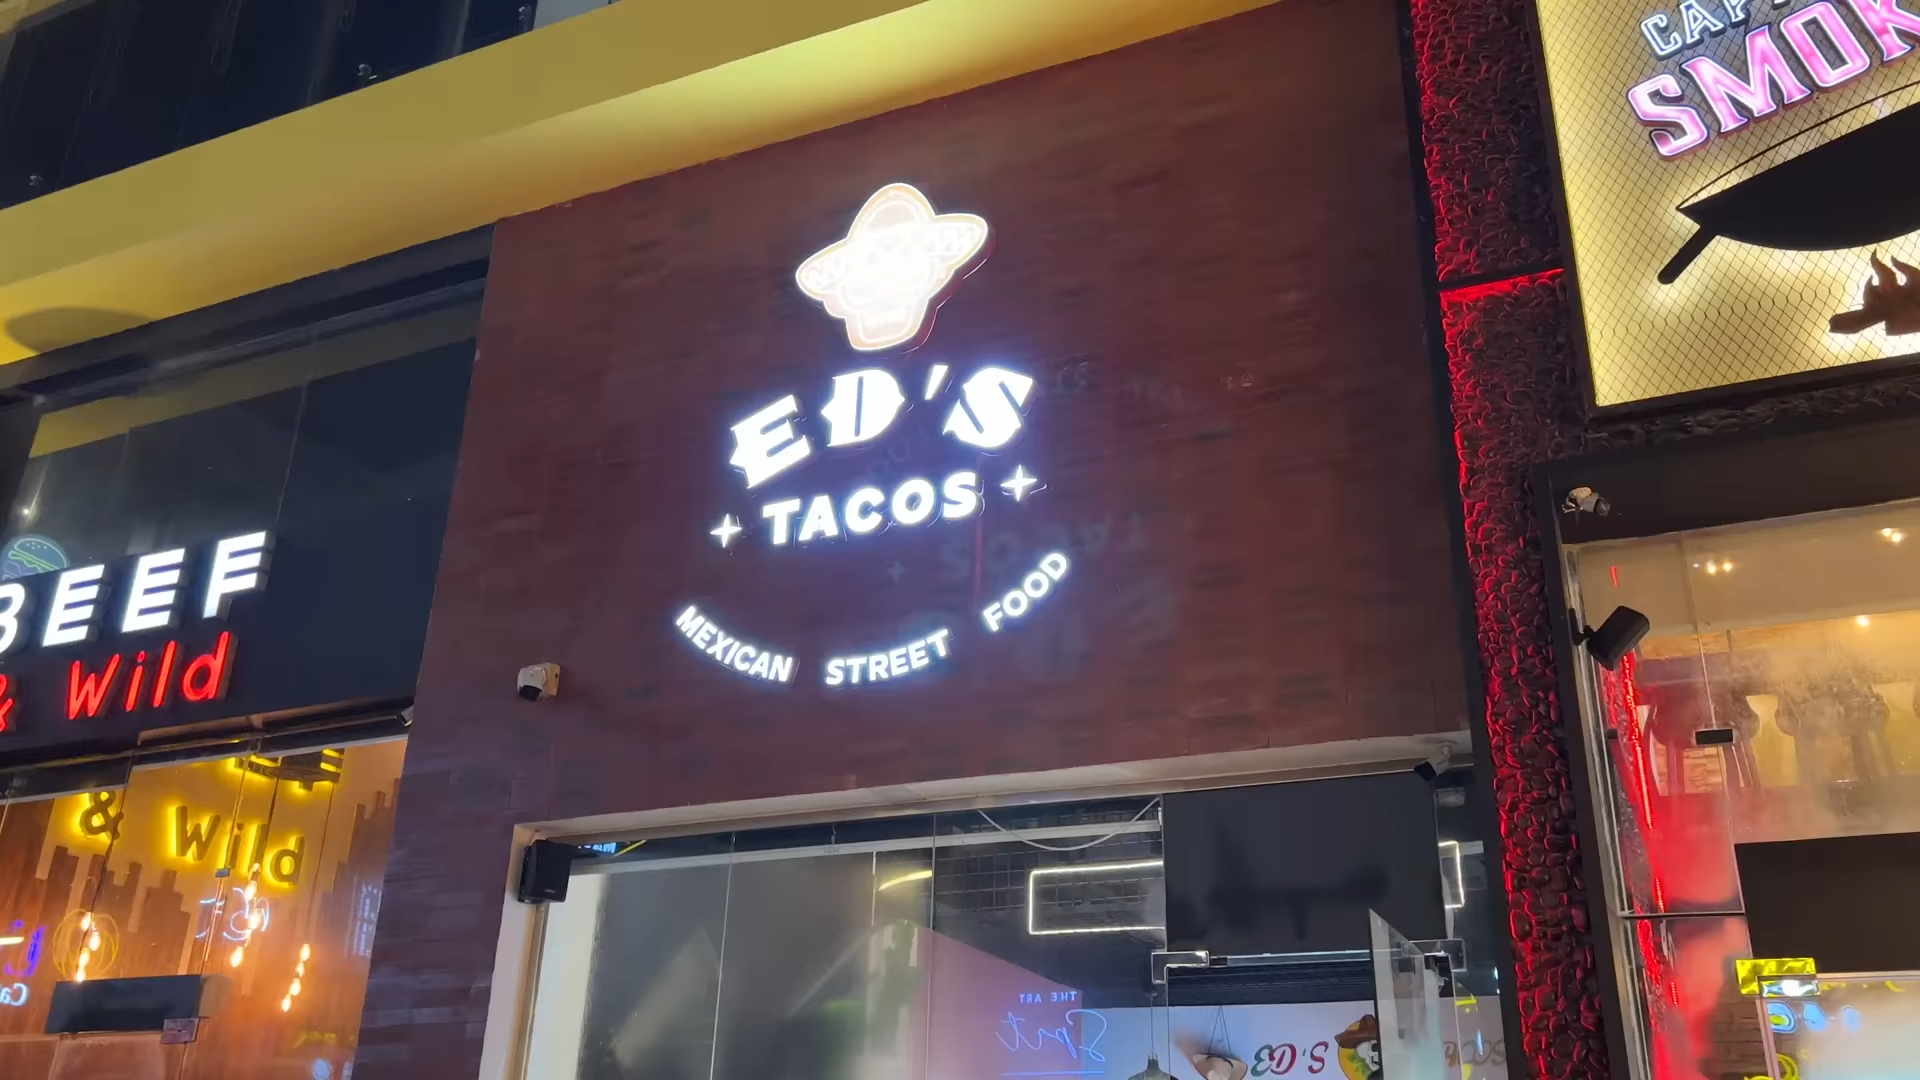 ED'S
TACOS
MEXICAN STREET FOOD
BEEF
& Wild
& Wild
SMOK
THE ART
ED'S